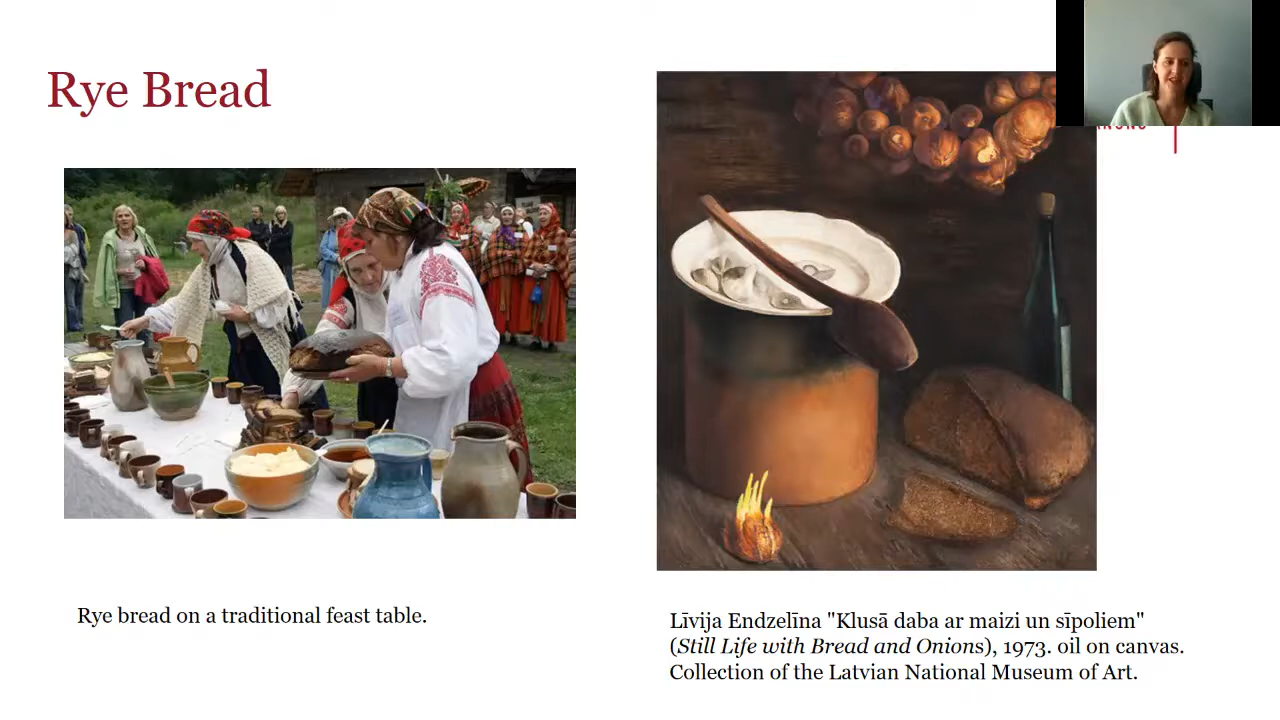 Rye Bread
Rye bread on a traditional feast table.
Līvija Endzelīna "Klusā daba ar maizi un sīpoliem"
(Still Life with Bread and Onions), 1973. oil on canvas.
Collection of the Latvian National Museum of Art.